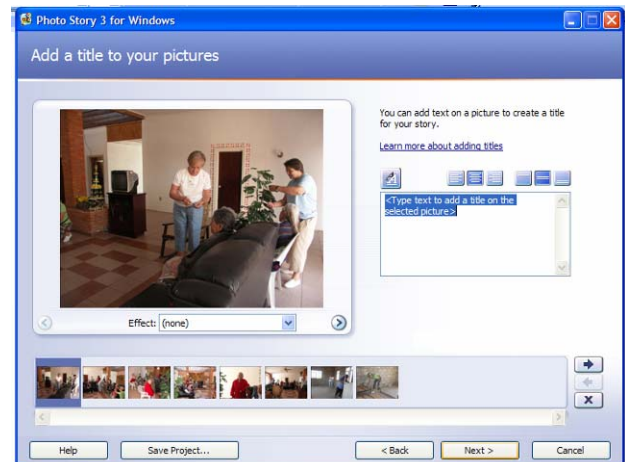 Photo Story 3 for Windows
Add a title to your pictures
You can add text on a picture to create a title
for your story.
Learn more about adding titles
<Type text to add a title on the
selected picture>
Effect: (none)
Help
Save Project...
< Back
Next >
Cancel